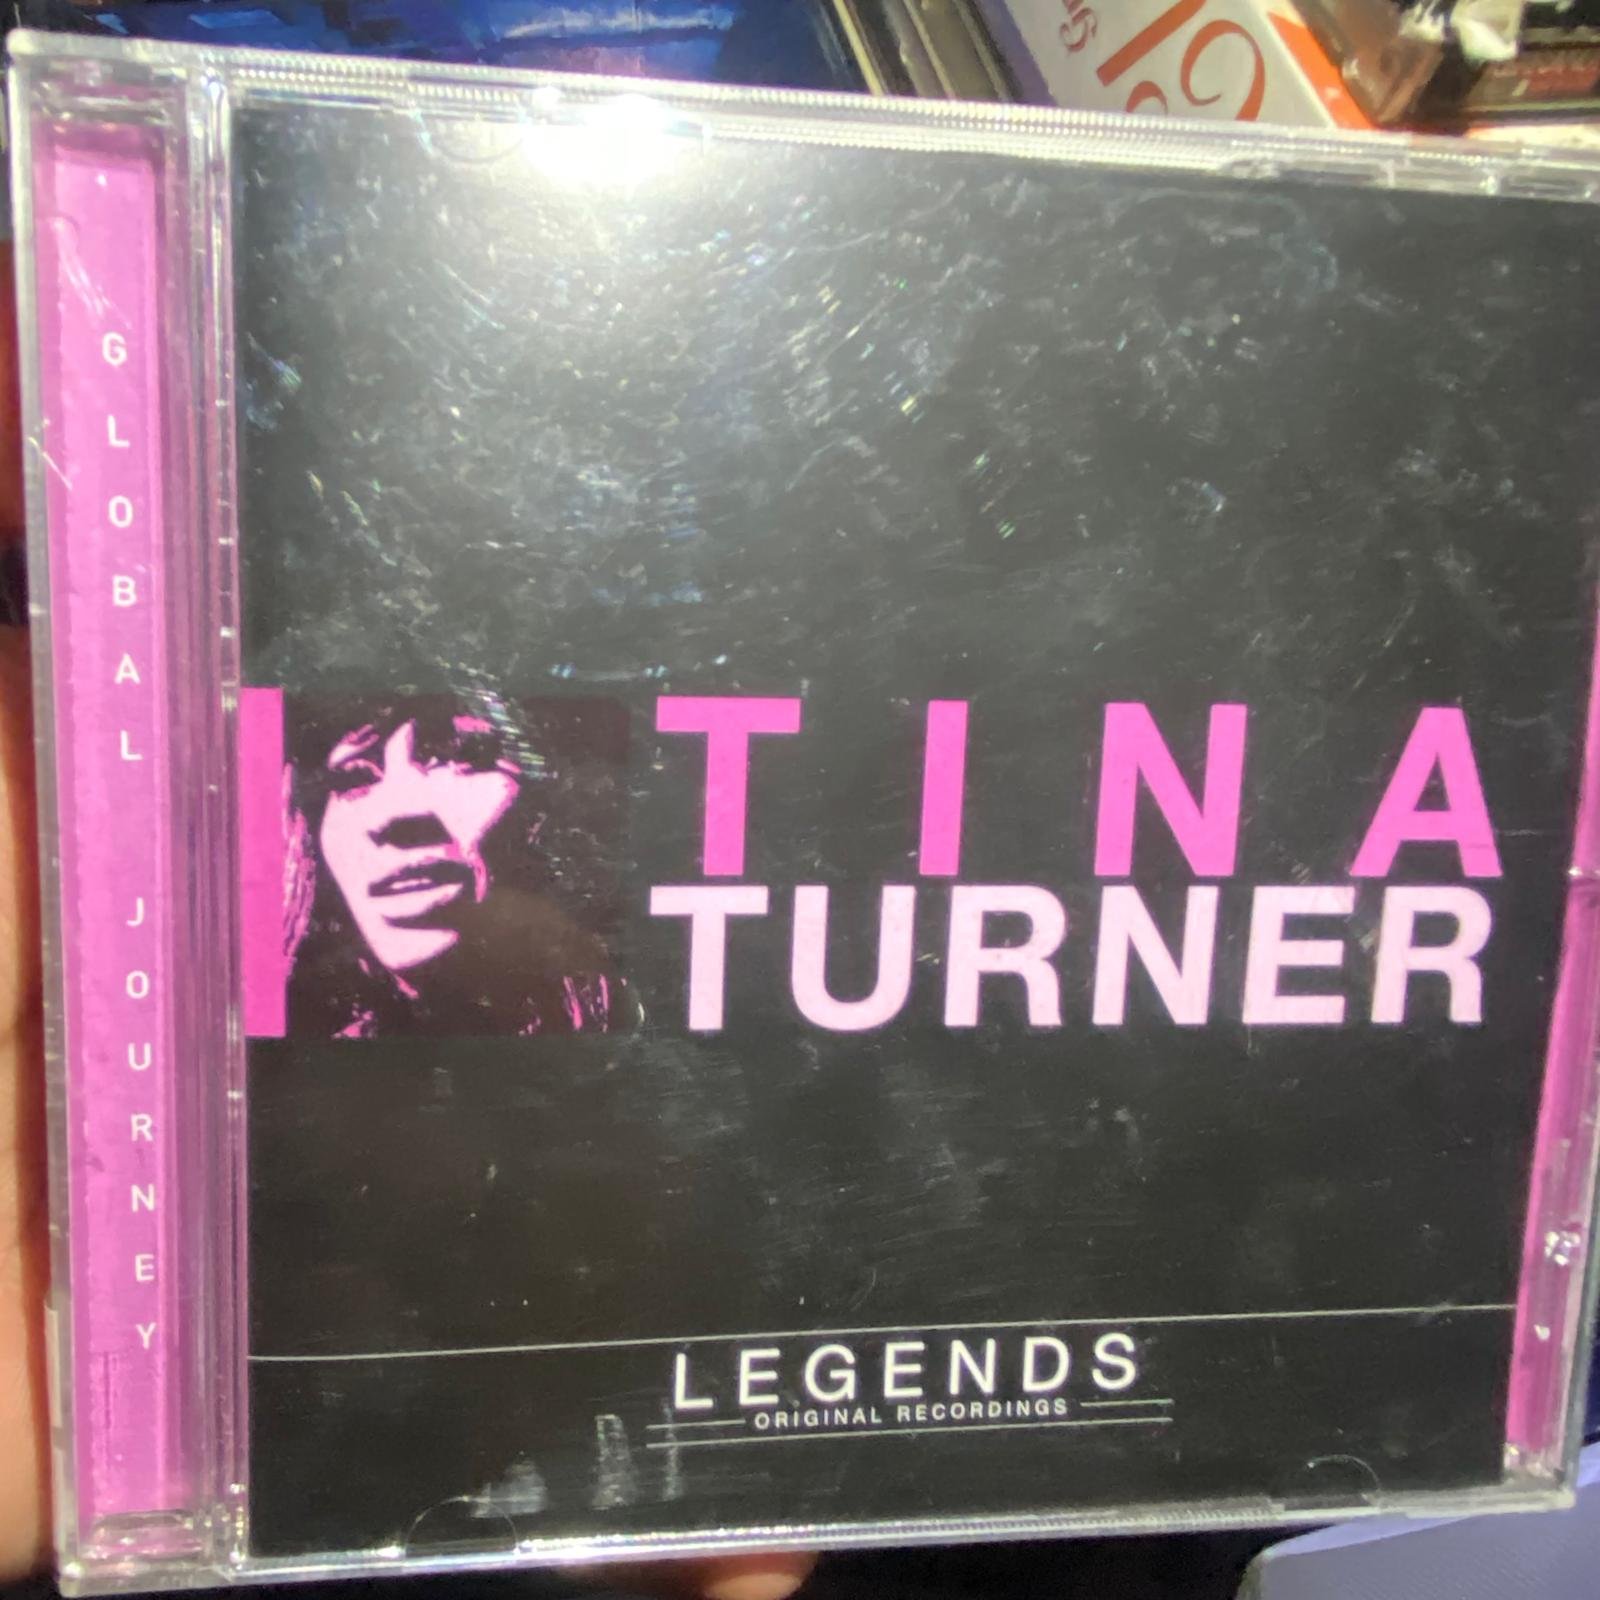 GLOBAL JOURNEY
TINA
TURNER
LEGENDS
ORIGINAL RECORDINGS